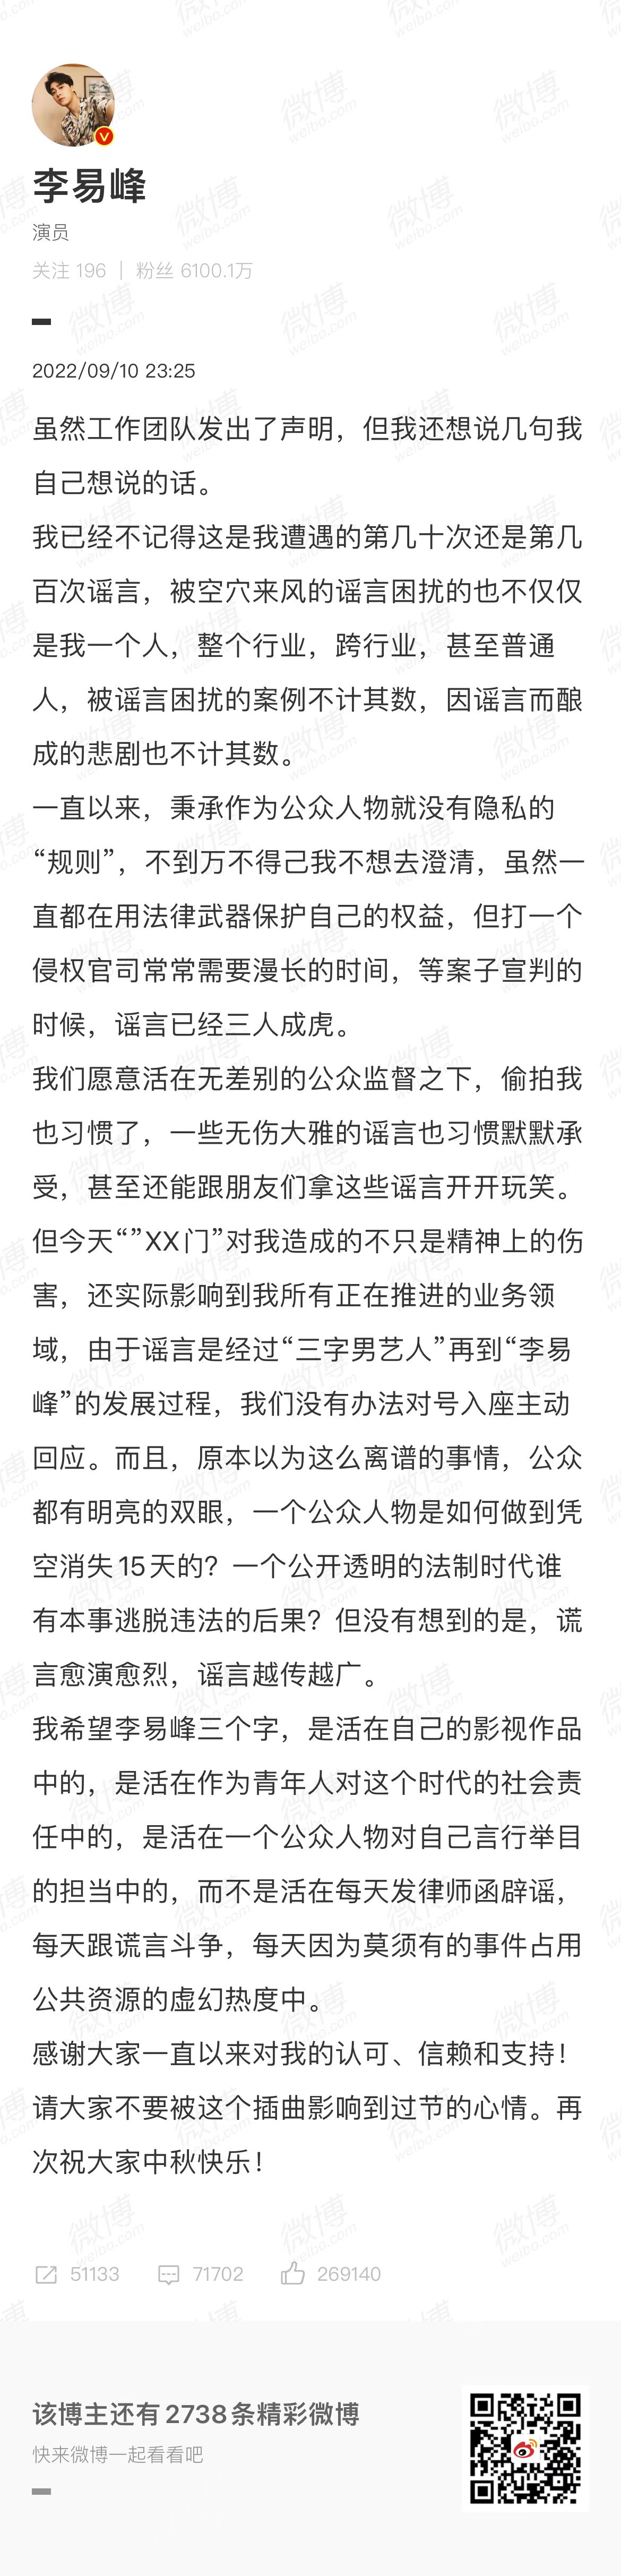 李易峰
演员
关注 196 | 粉丝 6100.1万
2022/09/10 23:25
虽然工作团队发出了声明，但我还想说几句我
自己想说的话。
我已经不记得这是我遭遇的第几十次还是第几
百次谣言，被空穴来风的谣言困扰的也不仅仅
是我一个人，整个行业，跨行业，甚至普通
人，被谣言困扰的案例不计其数，因谣言而酿
成的悲剧也不计其数。
一直以来，秉承作为公众人物就没有隐私的
“规则”，不到万不得已我不想去澄清，虽然一
直都在用法律武器保护自己的权益，但打一个
侵权官司常常需要漫长的时间，等案子宣判的
时候，谣言已经三人成虎。
我们愿意活在无差别的公众监督之下，偷拍我
也习惯了，一些无伤大雅的谣言也习惯默默承
受，甚至还能跟朋友们拿这些谣言开开玩笑。
但今天“”XX门”对我造成的不只是精神上的伤
害，还实际影响到我所有正在推进的业务领
域，由于谣言是经过“三字男艺人”再到“李易
峰”的发展过程，我们没有办法对号入座主动
回应。而且，原本以为这么离谱的事情，公众
都有明亮的双眼，一个公众人物是如何做到凭
空消失15天的？一个公开透明的法制时代谁
有本事逃脱违法的后果？但没有想到的是，谎
言愈演愈烈，谣言越传越广。
我希望李易峰三个字，是活在自己的影视作品
中的，是活在作为青年人对这个时代的社会责
任中的，是活在一个公众人物对自己言行举目
的担当中的，而不是活在每天发律师函辟谣，
每天跟谎言斗争，每天因为莫须有的事件占用
公共资源的虚幻热度中。
感谢大家一直以来对我的认可、信赖和支持！
请大家不要被这个插曲影响到过节的心情。再
次祝大家中秋快乐！
51133 71702 269140
该博主还有2738条精彩微博
快来微博一起看看吧